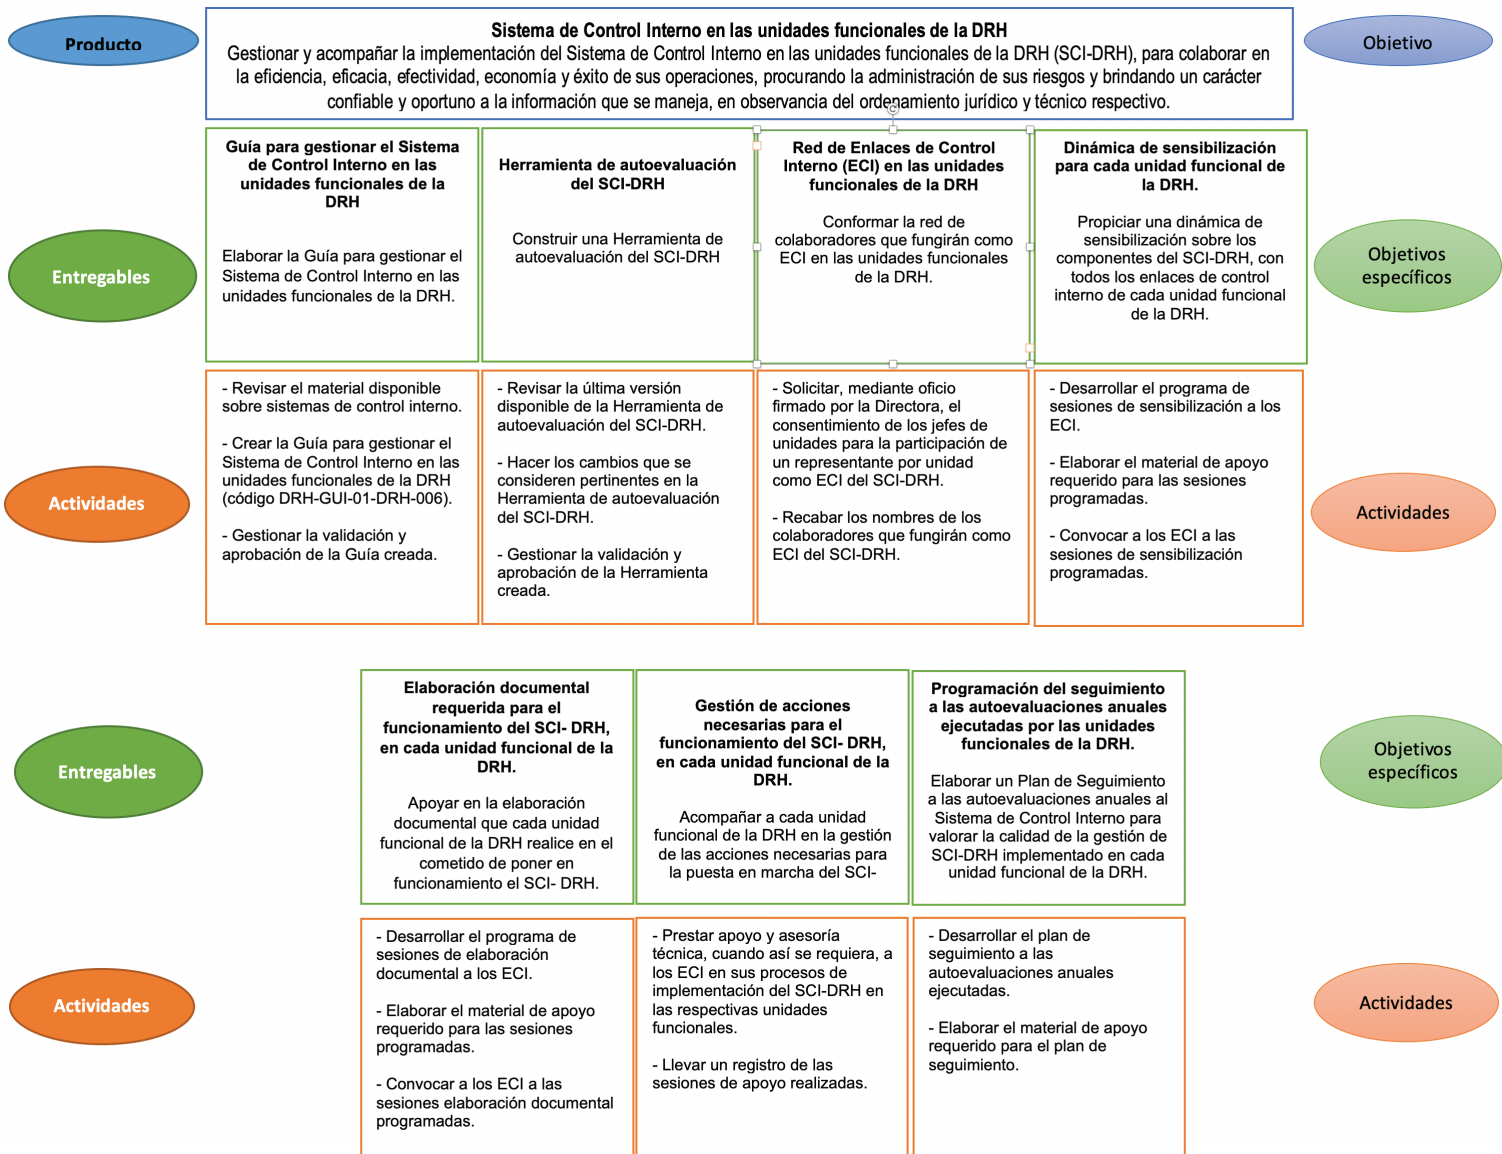 Producto
Sistema de Control Interno en las unidades funcionales de la DRH
Gestionar y acompañar la implementación del Sistema de Control Interno en las unidades funcionales de la DRH (SCI-DRH), para colaborar en
la eficiencia, eficacia, efectividad, economía y éxito de sus operaciones, procurando la administración de sus riesgos y brindando un carácter
confiable y oportuno a la información que se maneja, en observancia del ordenamiento jurídico y técnico respectivo.
Objetivo
Entregables
Guía para gestionar el Sistema
de Control Interno en las
unidades funcionales de la
DRH
Elaborar la Guía para gestionar el
Sistema de Control Interno en las
unidades funcionales de la DRH.
Herramienta de autoevaluación
del SCI-DRH
Construir una Herramienta de
autoevaluación del SCI-DRH
Red de Enlaces de Control
Interno (ECI) en las unidades
funcionales de la DRH
Conformar la red de
colaboradores que fungirán como
ECI en las unidades funcionales
de la DRH.
Dinámica de sensibilización
para cada unidad funcional de
la DRH.
Propiciar una dinámica de
sensibilización sobre los
componentes del SCI-DRH, con
todos los enlaces de control
interno de cada unidad funcional
de la DRH.
Objetivos
específicos
Actividades
- Revisar el material disponible
sobre sistemas de control interno.
- Crear la Guía para gestionar el
Sistema de Control Interno en las
unidades funcionales de la DRH
(código DRH-GUI-01-DRH-006).
- Gestionar la validación y
aprobación de la Guía creada.
- Revisar la última versión
disponible de la Herramienta de
autoevaluación del SCI-DRH.
- Hacer los cambios que se
consideren pertinentes en la
Herramienta de autoevaluación
del SCI-DRH.
- Gestionar la validación y
aprobación de la Herramienta
creada.
- Solicitar, mediante oficio
firmado por la Directora, el
consentimiento de los jefes de
unidades para la participación de
un representante por unidad
como ECI del SCI-DRH.
- Recabar los nombres de los
colaboradores que fungirán como
ECI del SCI-DRH.
- Desarrollar el programa de
sesiones de sensibilización a los
ECI.
- Elaborar el material de apoyo
requerido para las sesiones
programadas.
- Convocar a los ECI a las
sesiones de sensibilización
programadas.
Actividades
Entregables
Elaboración documental
requerida para el
funcionamiento del SCI- DRH,
en cada unidad funcional de la
DRH.
Apoyar en la elaboración
documental que cada unidad
funcional de la DRH realice en el
cometido de poner en
funcionamiento el SCI- DRH.
Gestión de acciones
necesarias para el
funcionamiento del SCI- DRH,
en cada unidad funcional de la
DRH.
Acompañar a cada unidad
funcional de la DRH en la gestión
de las acciones necesarias para
la puesta en marcha del SCI-
Programación del seguimiento
a las autoevaluaciones anuales
ejecutadas por las unidades
funcionales de la DRH.
Elaborar un Plan de Seguimiento
a las autoevaluaciones anuales al
Sistema de Control Interno para
valorar la calidad de la gestión de
SCI-DRH implementado en cada
unidad funcional de la DRH.
Objetivos
específicos
Actividades
- Desarrollar el programa de
sesiones de elaboración
documental a los ECI.
- Elaborar el material de apoyo
requerido para las sesiones
programadas.
- Convocar a los ECI a las
sesiones elaboración documental
programadas.
- Prestar apoyo y asesoría
técnica, cuando así se requiera, a
los ECI en sus procesos de
implementación del SCI-DRH en
las respectivas unidades
funcionales.
- Llevar un registro de las
sesiones de apoyo realizadas.
- Desarrollar el plan de
seguimiento a las
autoevaluaciones anuales
ejecutadas.
- Elaborar el material de apoyo
requerido para el plan de
seguimiento.
Actividades